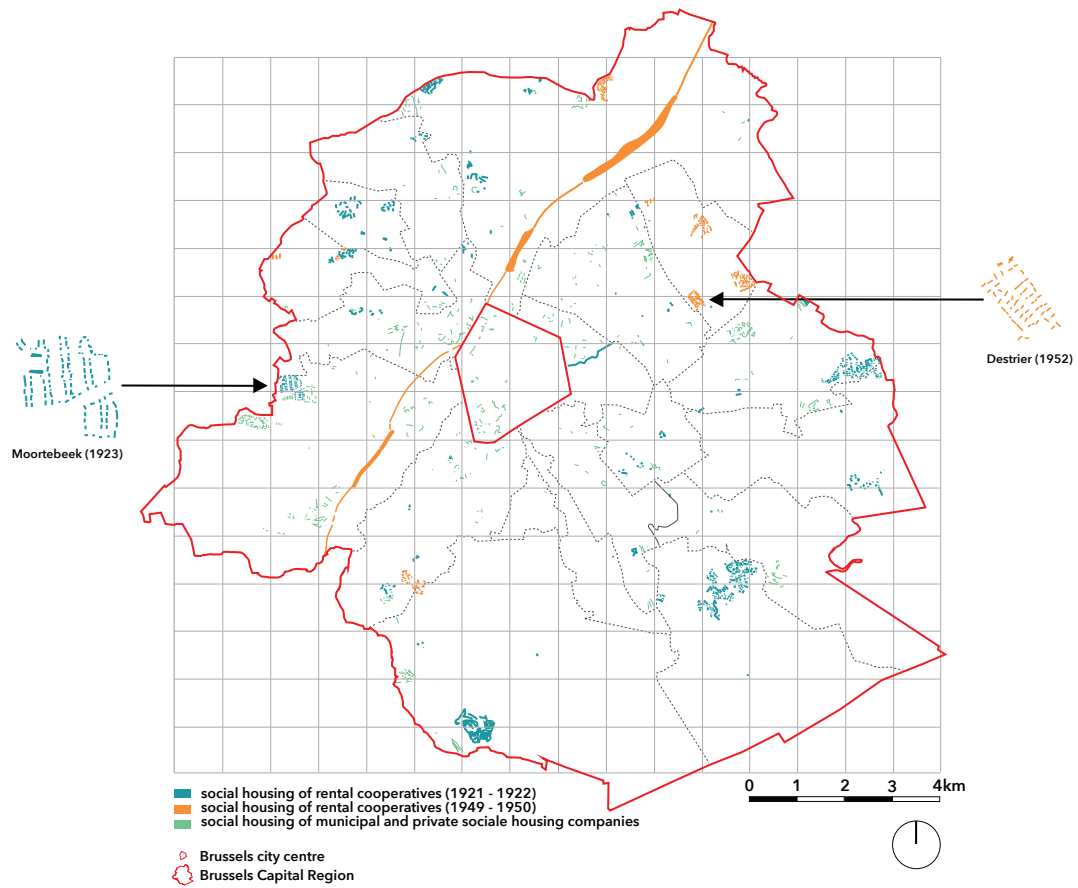 Destrier (1952)
Moortebeek (1923)
social housing of rental cooperatives (1921 - 1922)
social housing of rental cooperatives (1949 - 1950)
social housing of municipal and private sociale housing companies
Brussels city centre
Brussels Capital Region
0 1 2 3 4km